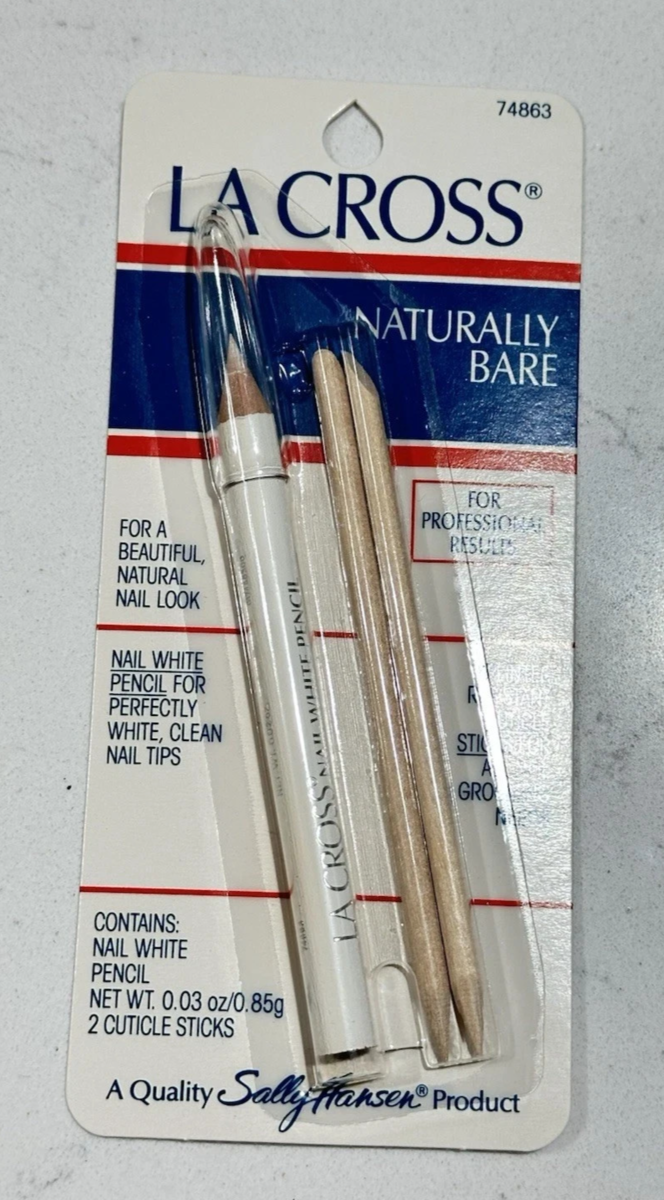 74863
LA CROSS®
NATURALLY
BARE
FOR
PROFESSIONAL
RESULTS
FOR A
BEAUTIFUL,
NATURAL
NAIL LOOK
NAIL WHITE
PENCIL FOR
PERFECTLY
WHITE, CLEAN
NAIL TIPS
LA CROSS® NAIL WHITE PENCIL
CONTAINS:
NAIL WHITE
PENCIL
NET WT. 0.03 oz/0.85g
2 CUTICLE STICKS
A Quality Sally Hansen® Product